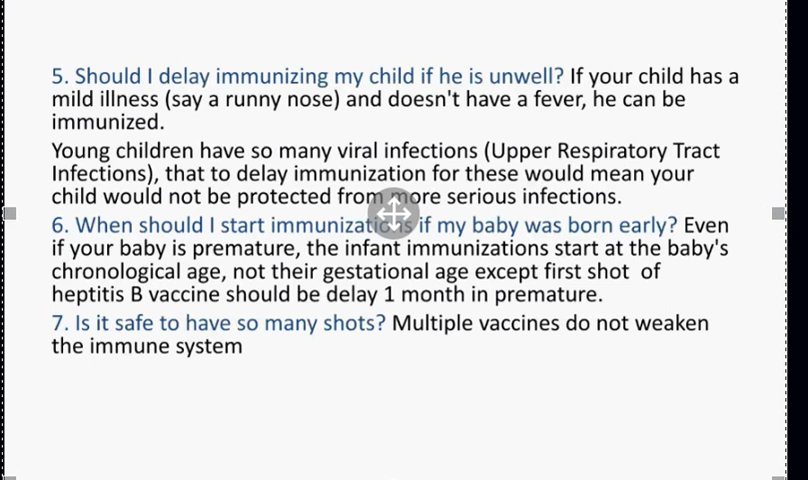 5. Should I delay immunizing my child if he is unwell? If your child has a
mild illness (say a runny nose) and doesn't have a fever, he can be
immunized.
Young children have so many viral infections (Upper Respiratory Tract
Infections), that to delay immunization for these would mean your
child would not be protected from more serious infections.
6. When should I start immunizations if my baby was born early? Even
if your baby is premature, the infant immunizations start at the baby's
chronological age, not their gestational age except first shot of
heptitis B vaccine should be delay 1 month in premature.
7. Is it safe to have so many shots? Multiple vaccines do not weaken
the immune system